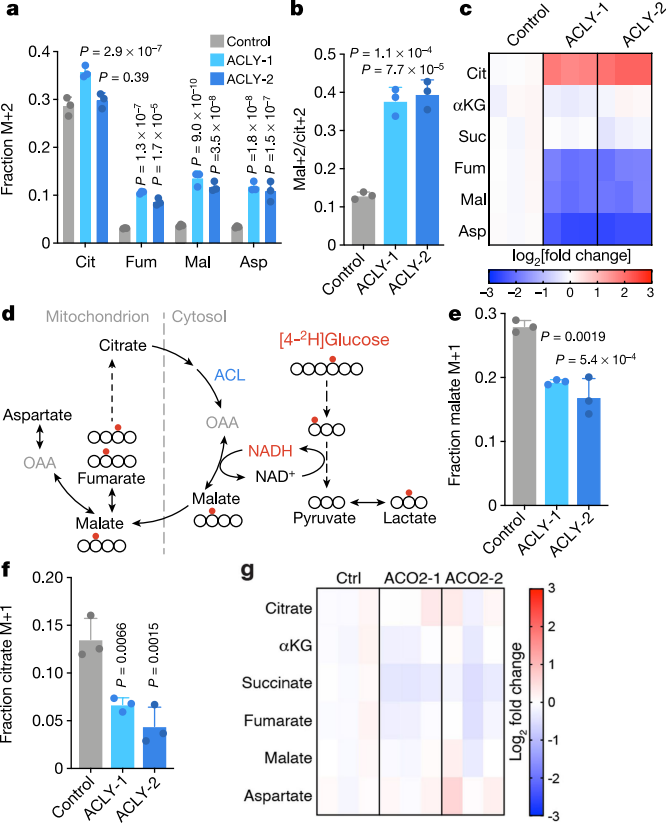 a
Fraction M+2
0.4
0.3
0.2
0.1
0
P = 2.9 × 10⁻⁷
P = 0.39
P = 1.3 × 10⁻⁷
P = 1.7 × 10⁻⁵
P = 9.0 × 10⁻¹⁰
P = 3.5 × 10⁻⁸
P = 1.8 × 10⁻⁸
P = 1.5 × 10⁻⁷
Control
ACLY-1
ACLY-2
Cit Fum Mal Asp
b
Mal+2/cit+2
0.5
0.4
0.3
0.2
0.1
0
P = 1.1 × 10⁻⁴
P = 7.7 × 10⁻⁵
Control ACLY-1 ACLY-2
c
Control ACLY-1 ACLY-2
Cit
αKG
Suc
Fum
Mal
Asp
log₂[fold change]
−3 −2 −1 0 1 2 3
d
Mitochondrion Cytosol
Citrate
[4-²H]Glucose
ACL
Aspartate
OAA
NADH
OAA
NAD⁺
Fumarate
Malate
Malate
Pyruvate Lactate
e
Fraction malate M+1
0.3
0.2
0.1
0
P = 0.0019
P = 5.4 × 10⁻⁴
Control ACLY-1 ACLY-2
f
Fraction citrate M+1
0.20
0.15
0.10
0.05
0
P = 0.0066
P = 0.0015
Control ACLY-1 ACLY-2
g
Ctrl ACO2-1 ACO2-2
Citrate
αKG
Succinate
Fumarate
Malate
Aspartate
3
2
1
0
-1
-2
-3
Log₂ fold change